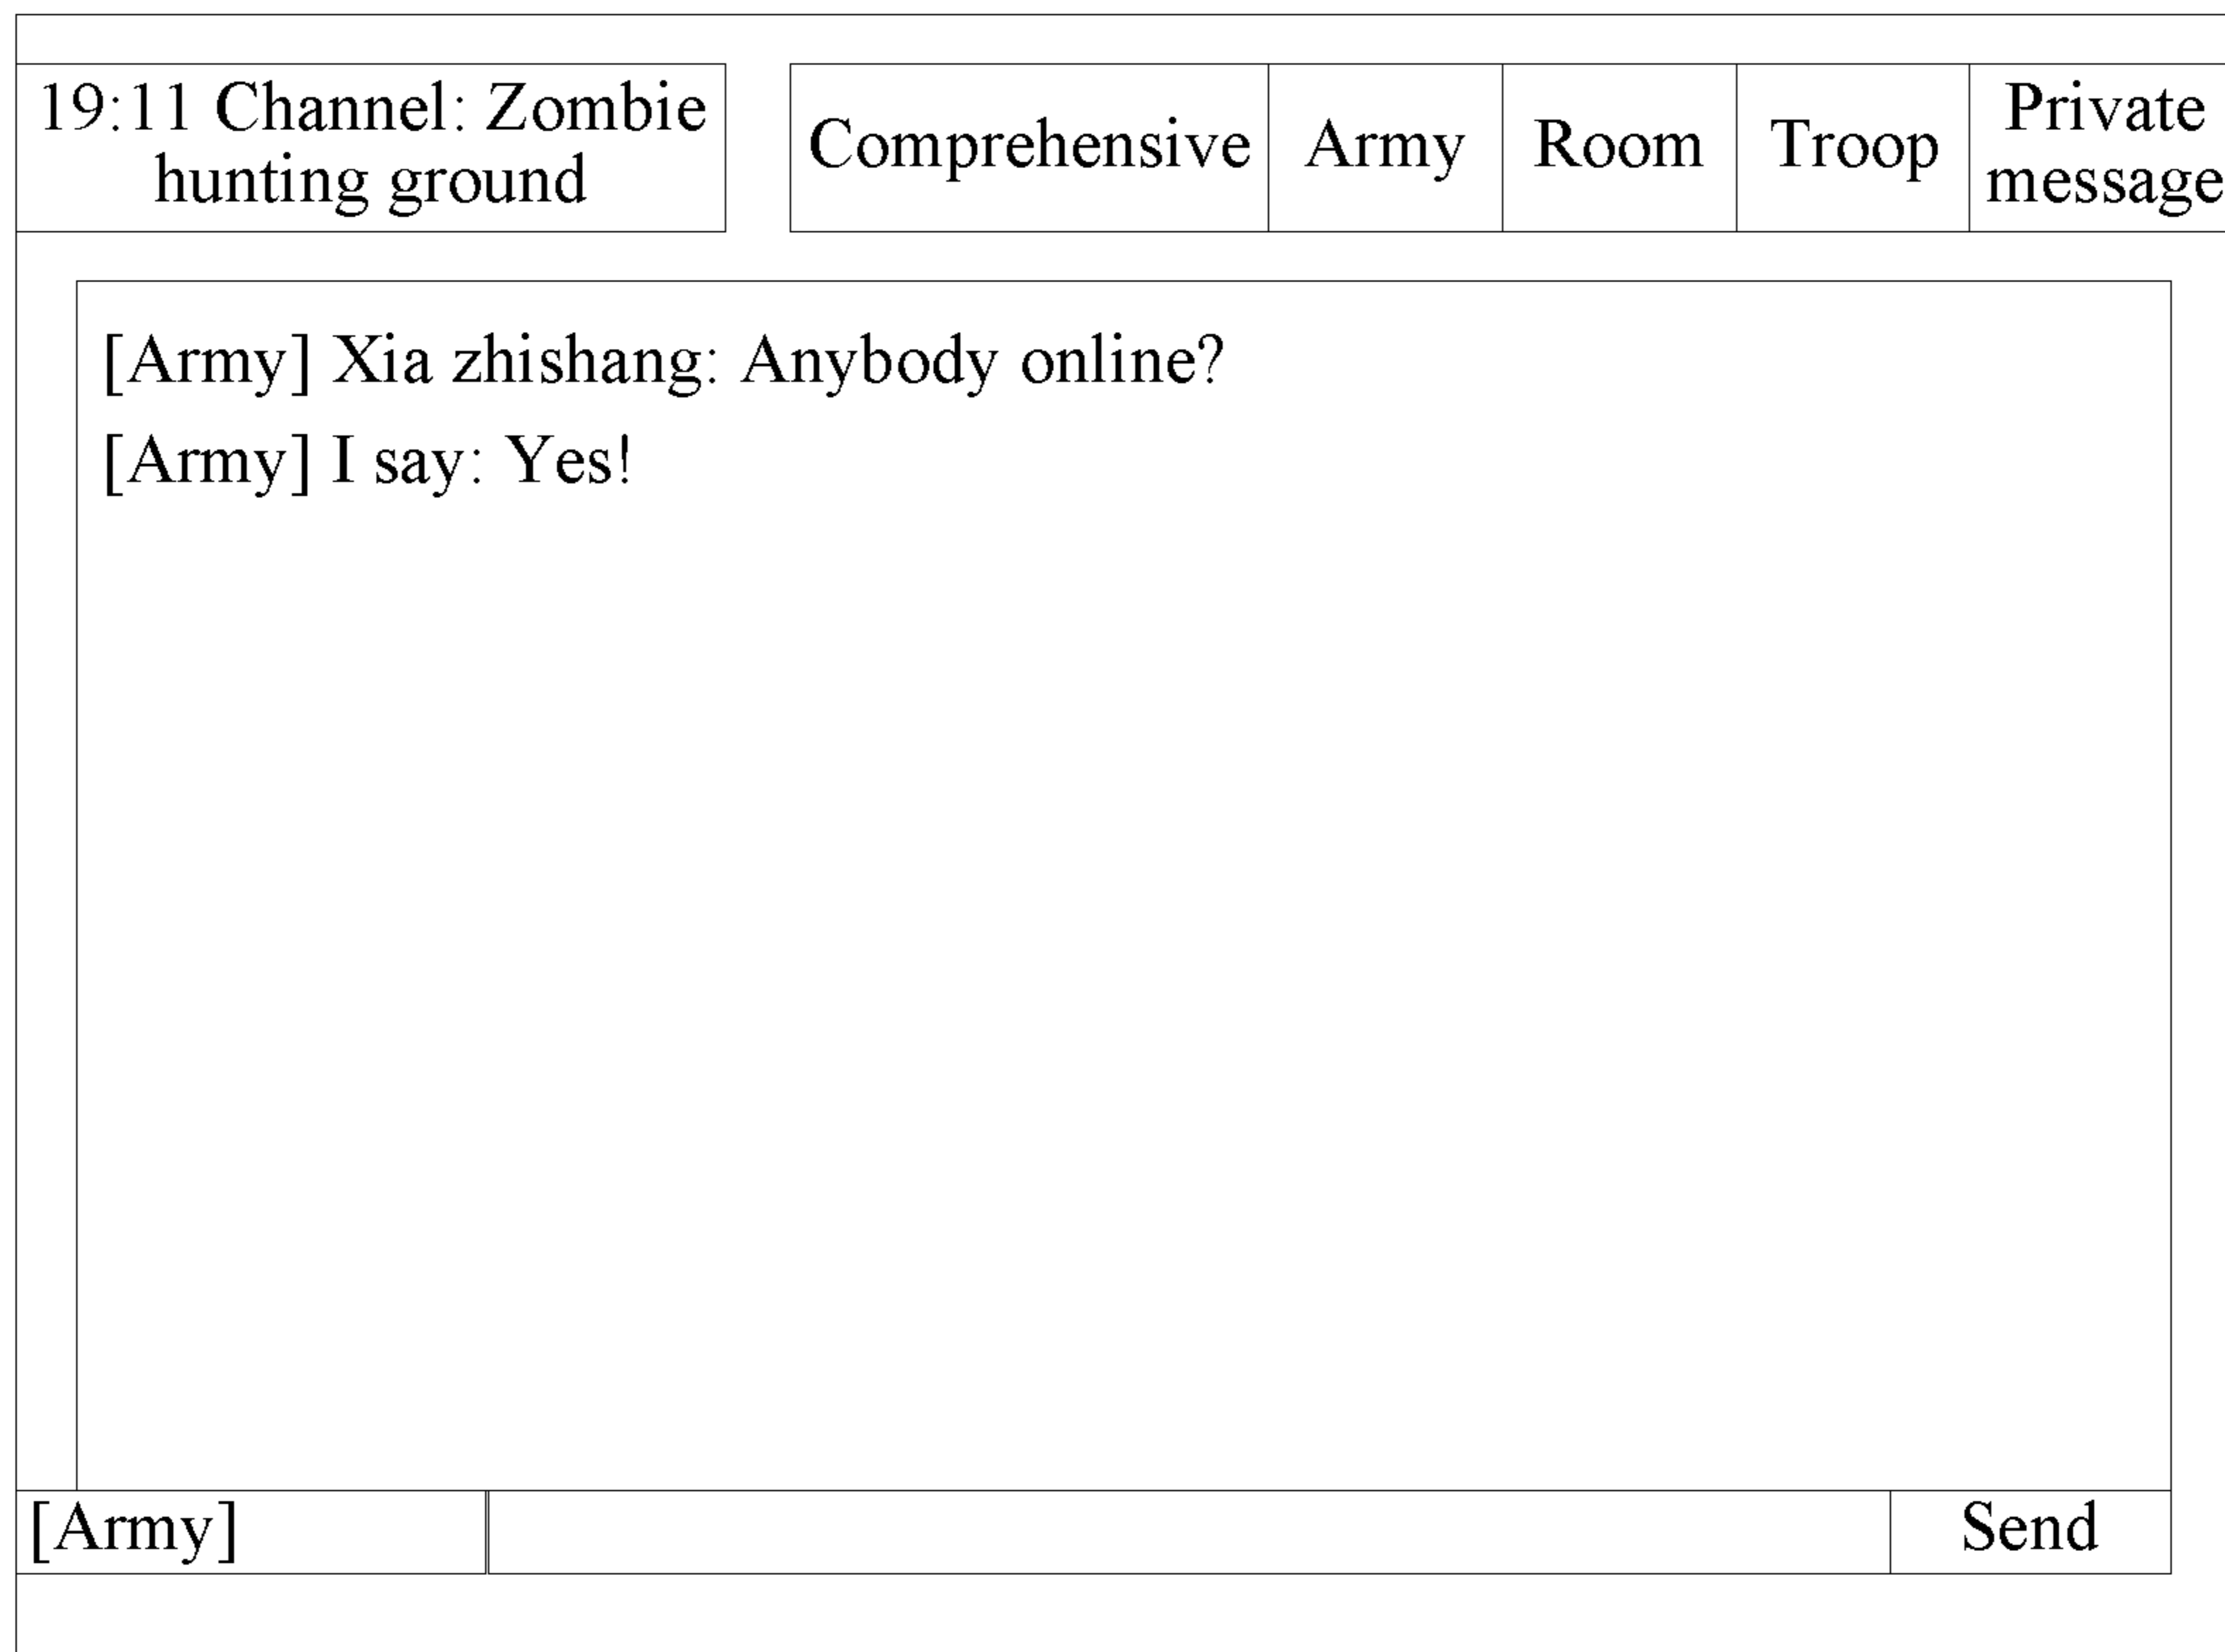 19:11 Channel: Zombie
hunting ground
Comprehensive
Army
Room
Troop
Private
message
[Army] Xia zhishang: Anybody online?
[Army] I say: Yes!
[Army]
Send